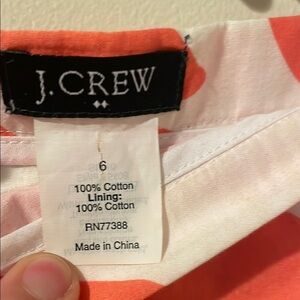 J.CREW
6
100% Cotton
Lining:
100% Cotton
RN77388
Made in China